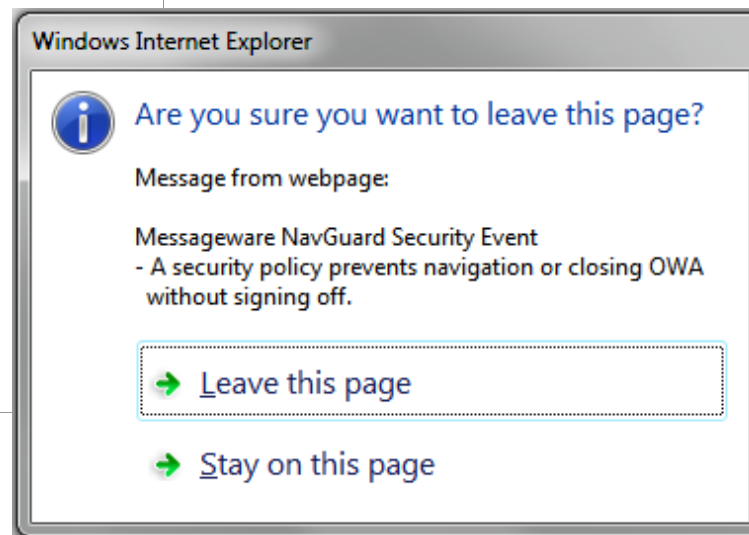 Windows Internet Explorer
Are you sure you want to leave this page?
Message from webpage:
Messageware NavGuard Security Event
- A security policy prevents navigation or closing OWA
without signing off.
Leave this page
Stay on this page